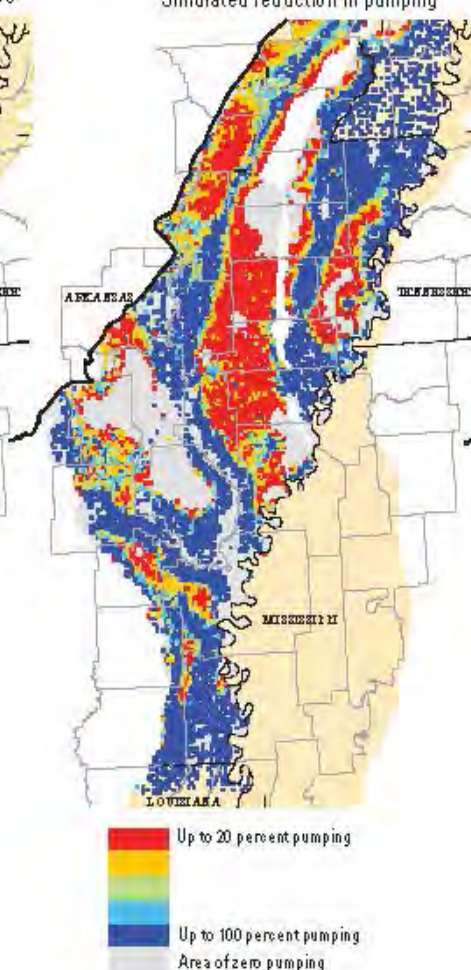 Simulated reduction in pumping
ARKANSAS
TENNESSEE
MISSISSIPPI
LOUISIANA
Up to 20 percent pumping
Up to 100 percent pumping
Area of zero pumping